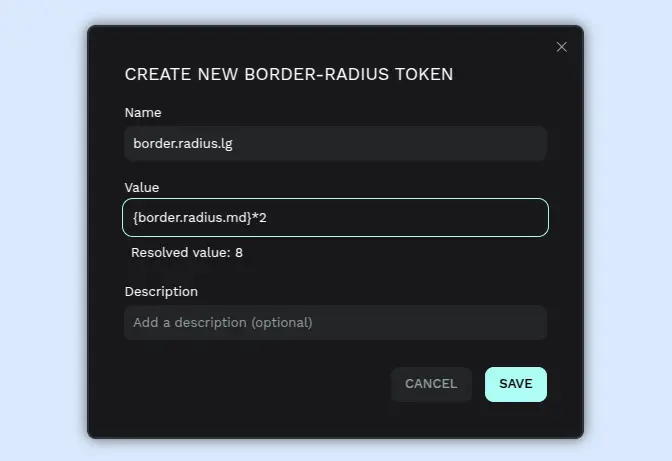 CREATE NEW BORDER-RADIUS TOKEN
Name
border.radius.lg
Value
{border.radius.md}*2
Resolved value: 8
Description
Add a description (optional)
CANCEL SAVE